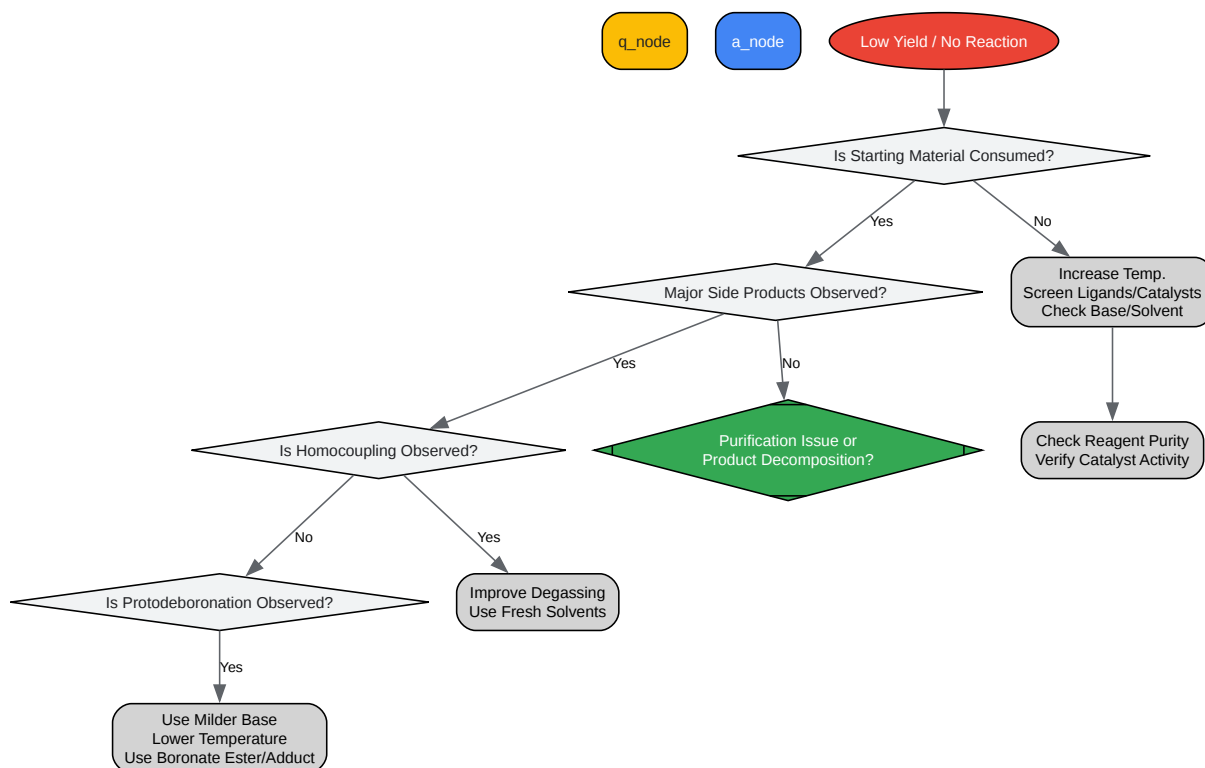 q_node
a_node
Low Yield / No Reaction
Is Starting Material Consumed?
Yes
No
Major Side Products Observed?
Increase Temp.
Screen Ligands/Catalysts
Check Base/Solvent
Yes
No
Is Homocoupling Observed?
Purification Issue or
Product Decomposition?
Check Reagent Purity
Verify Catalyst Activity
No
Yes
Is Protodeboronation Observed?
Improve Degassing
Use Fresh Solvents
Yes
Use Milder Base
Lower Temperature
Use Boronate Ester/Adduct